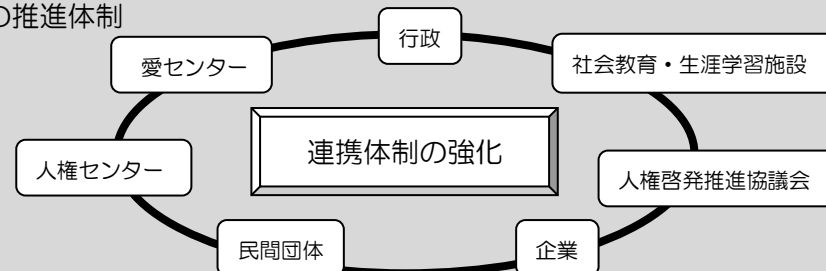 の推進体制
行政
愛センター
社会教育・生涯学習施設
連携体制の強化
人権センター
人権啓発推進協議会
民間団体
企業